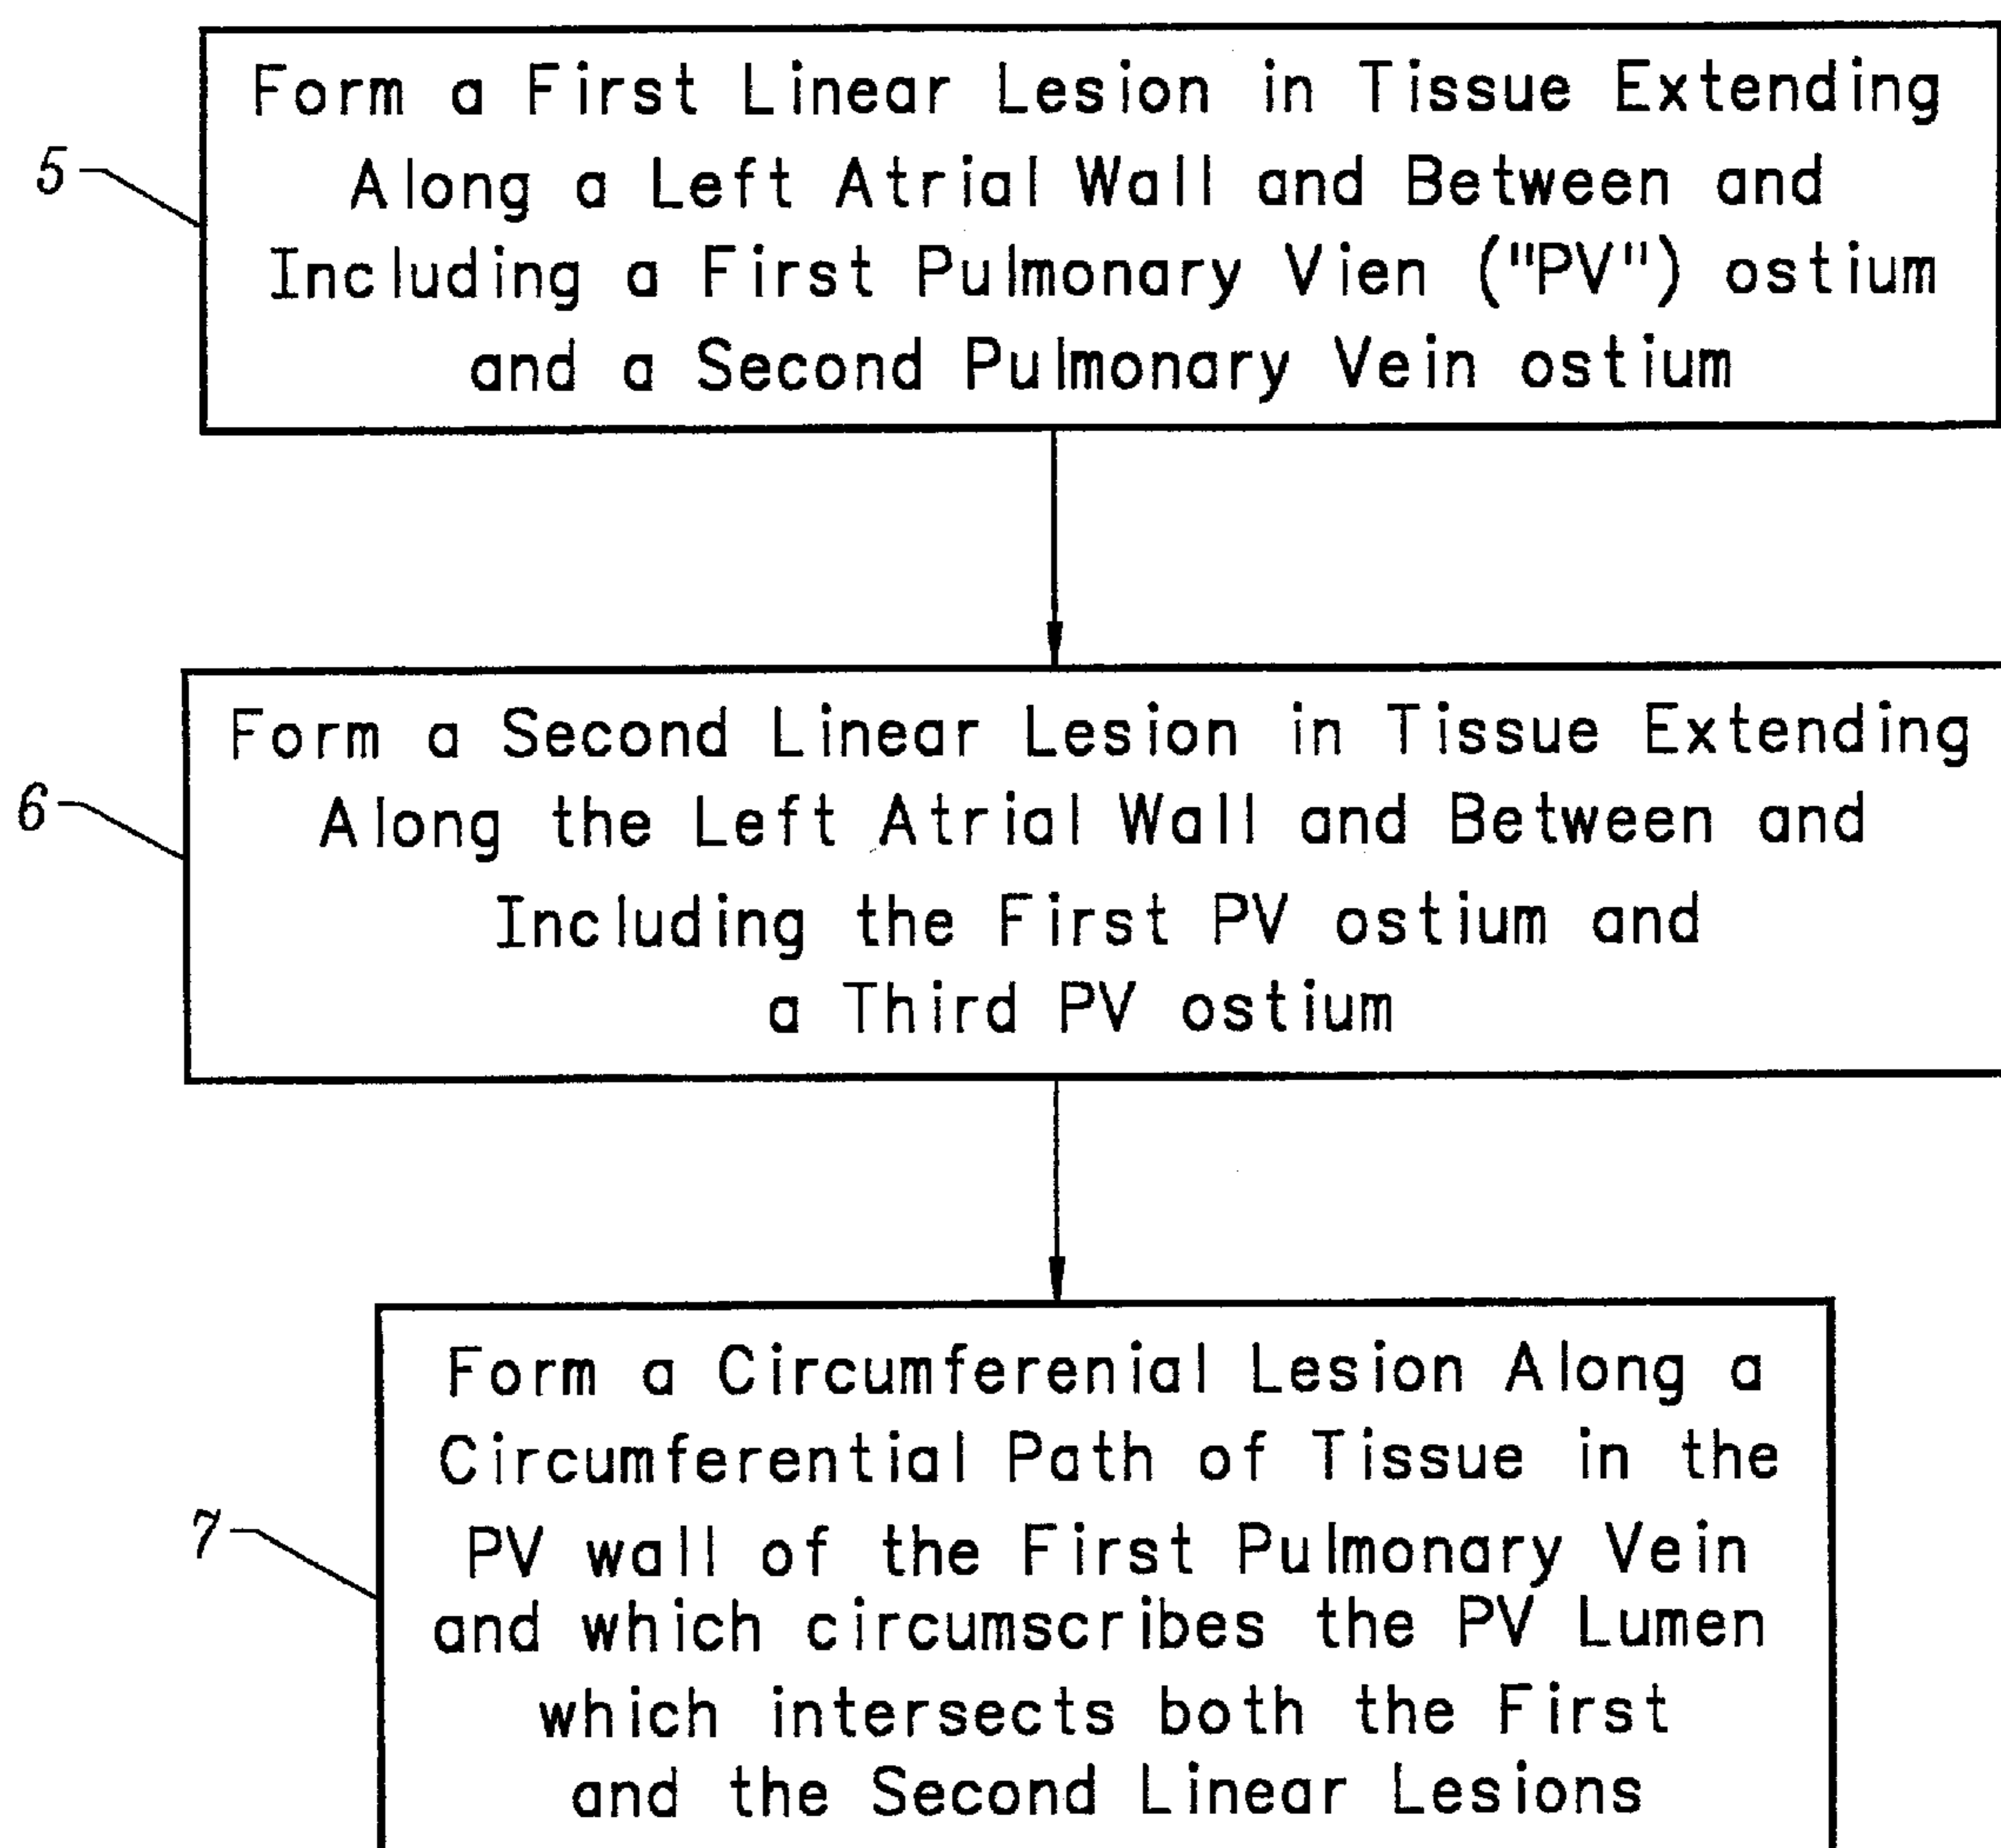 Form a First Linear Lesion in Tissue Extending
5
Along a Left Atrial Wall and Between and
Including a First Pulmonary Vien ("PV") ostium
and a Second Pulmonary Vein ostium
Form a Second Linear Lesion in Tissue Extending
6
Along the Left Atrial Wall and Between and
Including the First PV ostium and
a Third PV ostium
Form a Circumferenial Lesion Along a
Circumferential Path of Tissue in the
7
PV wall of the First Pulmonary Vein
and which circumscribes the PV Lumen
which intersects both the First
and the Second Linear Lesions